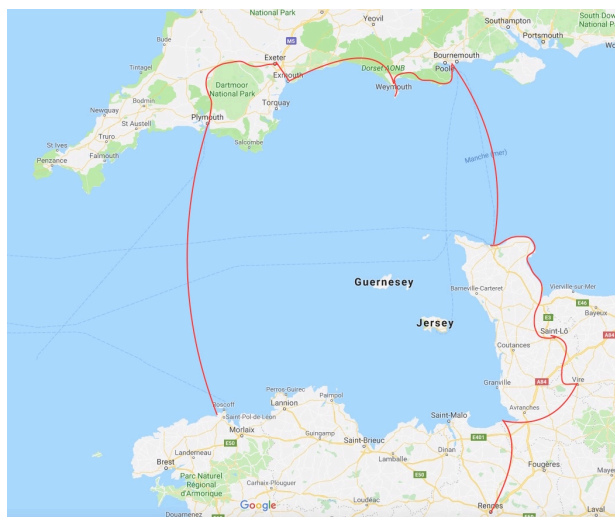 National Park
Yeovil
Southampton
South Dow
National P
Bude
M5
Portsmouth
Tintagel
Exeter
Dorset AONB
Bournemouth
Poole
Exmouth
Weymouth
Dartmoor
National Park
Newquay
Bodmin
Torquay
St Austell
Plymouth
Truro
St Ives
Falmouth
Salcombe
Penzance
Manche (mer)
Guernesey
Barneville-Carteret
Vierville-sur-Mer
E46
Bayeux
Jersey
E3
Saint-Lô
A84
Coutances
Granville
A84
Vire
Perros-Guirec
Roscoff
Lannion
Paimpol
Saint-Pol-de-Léon
Saint-Malo
Avranches
Morlaix
E401
E50
Guingamp
Saint-Brieuc
Dinan
Landerneau
Brest
Lamballe
Fougères
E50
Parc Naturel
Régional
d'Armorique
Carhaix-Plouguer
Mayen
Loudéac
Google
Rennes
Laval
Douarnenez